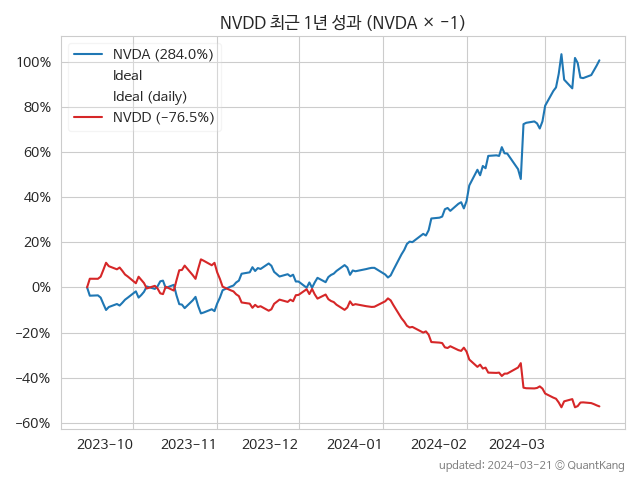 NVDD 최근 1년 성과 (NVDA × -1)
NVDA (284.0%)
Ideal
Ideal (daily)
NVDD (-76.5%)
100%
80%
60%
40%
20%
0%
-20%
-40%
-60%
2023-10 2023-11 2023-12 2024-01 2024-02 2024-03
updated: 2024-03-21 © QuantKang